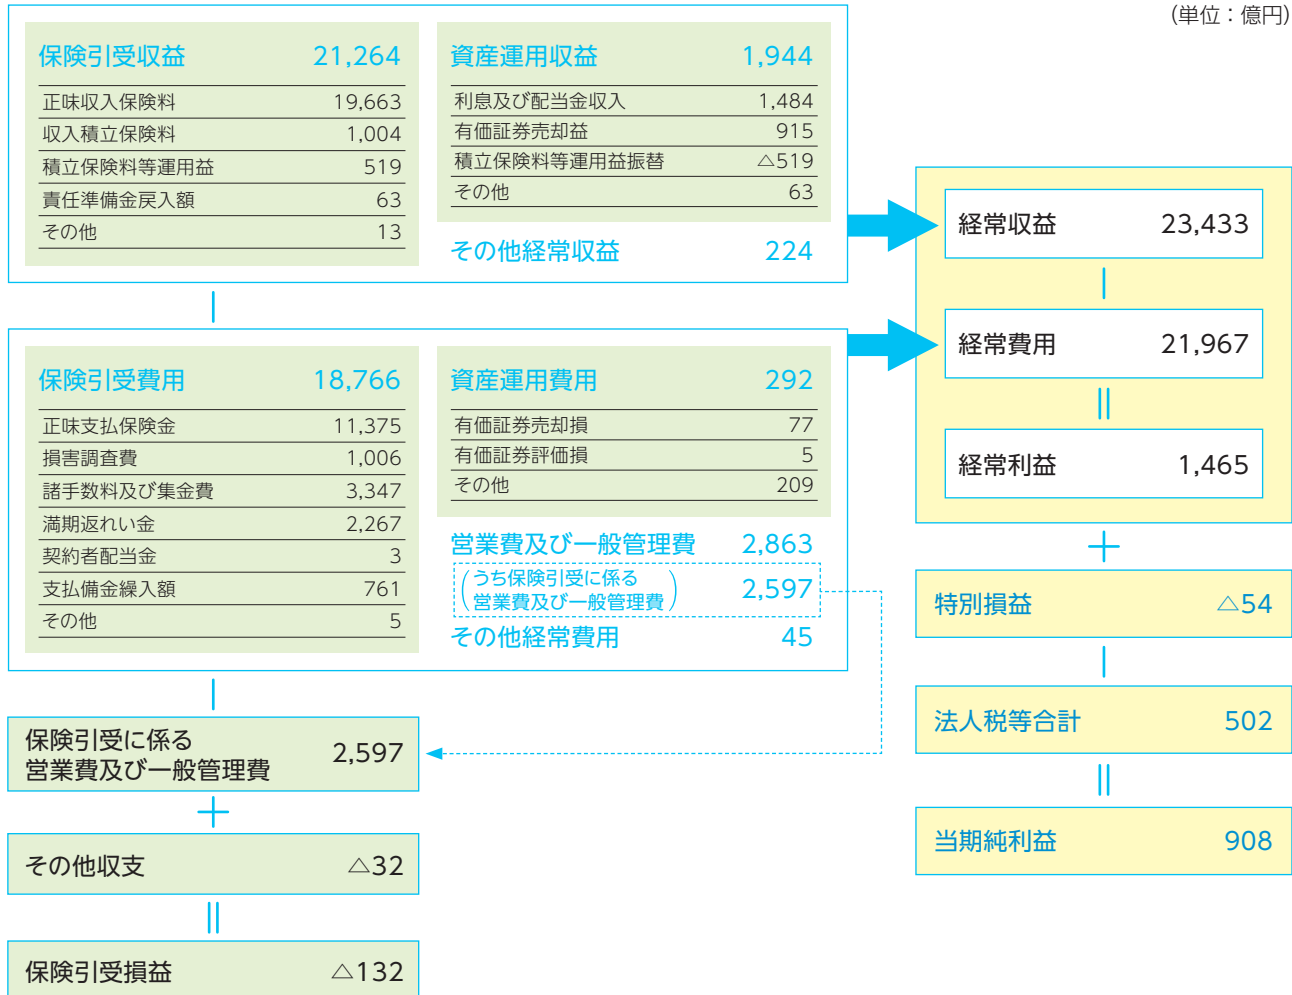 (単位：億円)
保険引受収益 21,264
正味収入保険料 19,663
収入積立保険料 1,004
積立保険料等運用益 519
責任準備金戻入額 63
その他 13
資産運用収益 1,944
利息及び配当金収入 1,484
有価証券売却益 915
積立保険料等運用益振替 △519
その他 63
その他経常収益 224
保険引受費用 18,766
正味支払保険金 11,375
損害調査費 1,006
諸手数料及び集金費 3,347
満期返れい金 2,267
契約者配当金 3
支払備金繰入額 761
その他 5
資産運用費用 292
有価証券売却損 77
有価証券評価損 5
その他 209
営業費及び一般管理費 2,863
(うち保険引受に係る
営業費及び一般管理費) 2,597
その他経常費用 45
保険引受に係る
営業費及び一般管理費 2,597
＋
その他収支 △32
保険引受損益 △132
経常収益 23,433
経常費用 21,967
経常利益 1,465
＋
特別損益 △54
法人税等合計 502
当期純利益 908